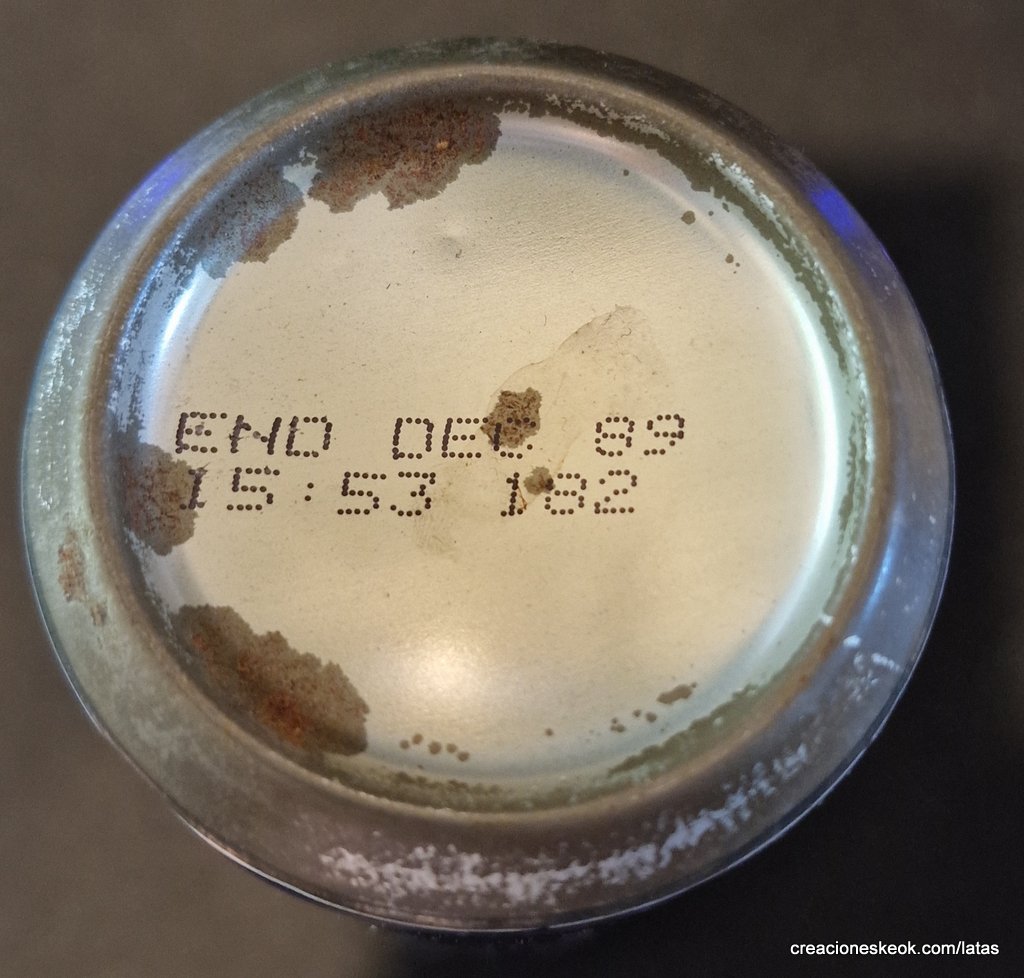 END DEC 89
15:53 182
creacioneskeok.com/latas